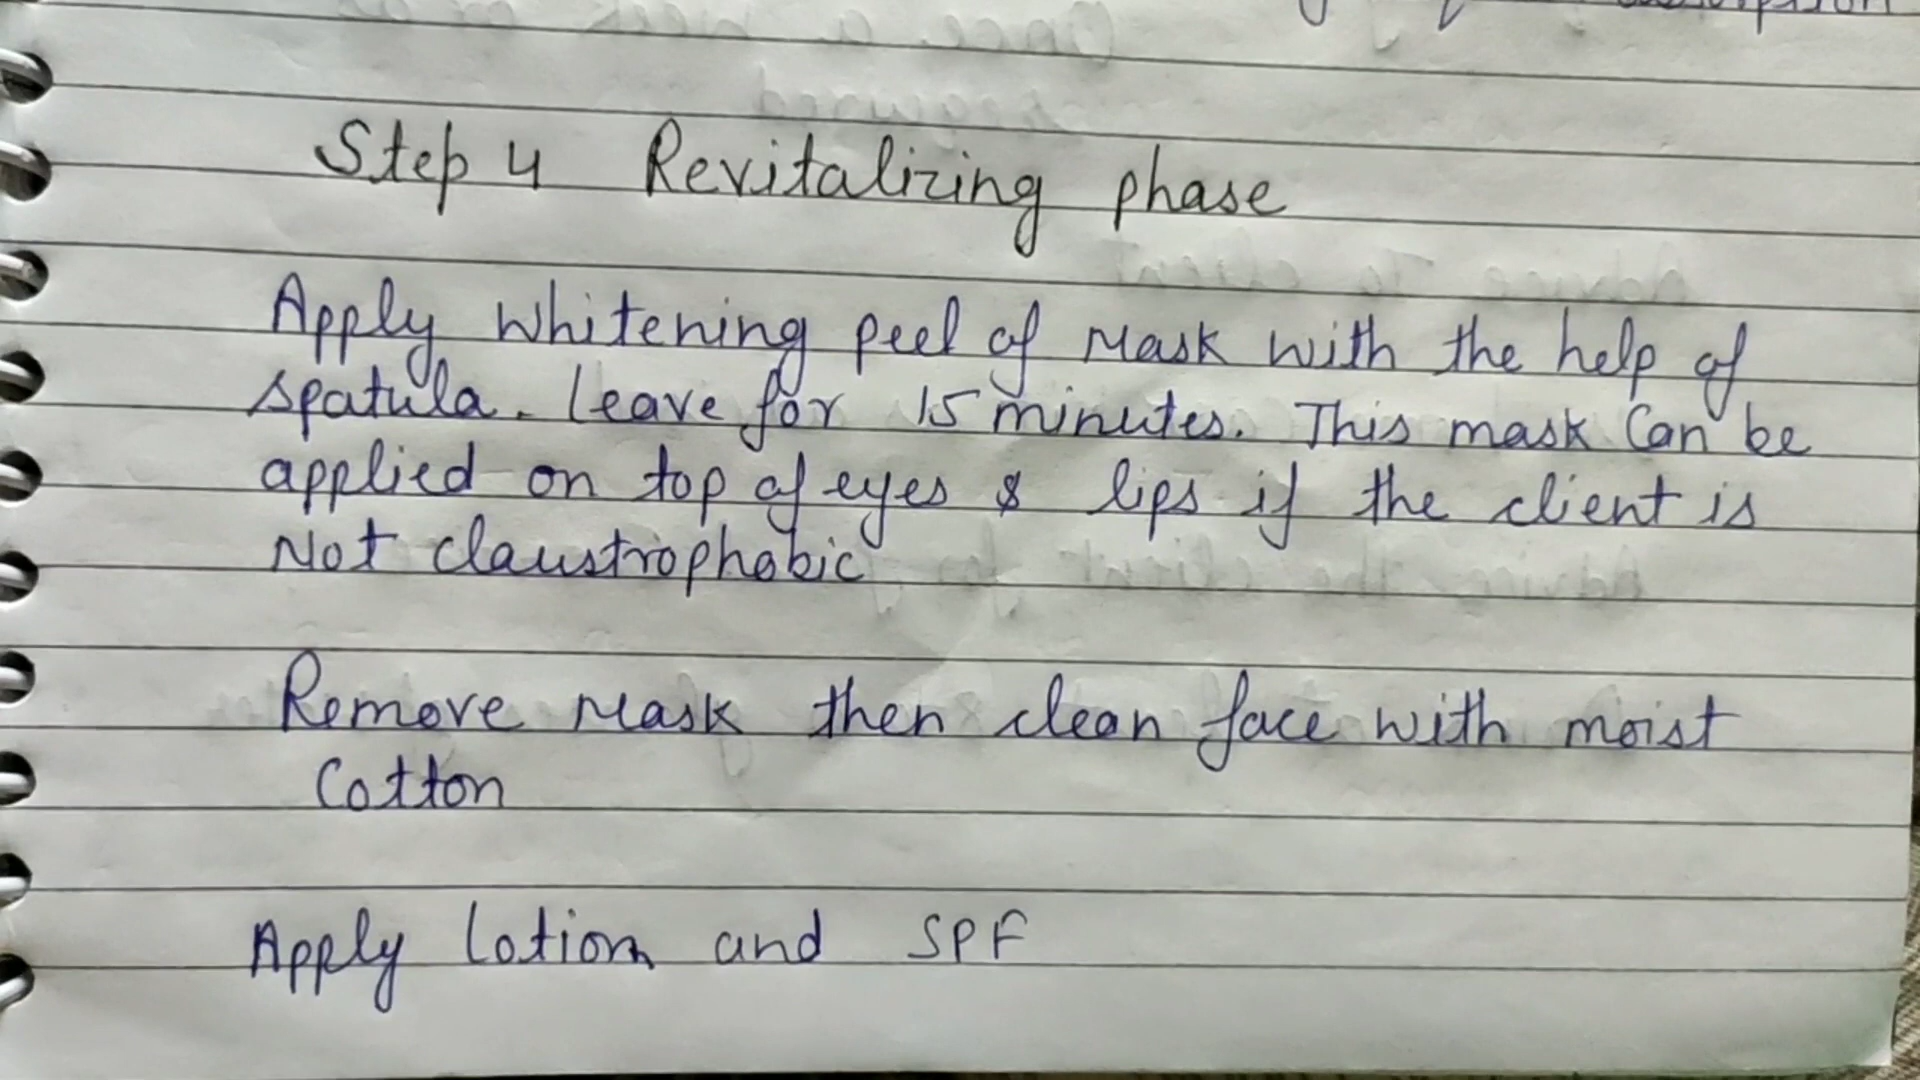 Step 4 Revitalizing phase
Apply whitening peel of Mask with the help of
spatula. Leave for 15 minutes. This mask Can be
applied on top of eyes & lips if the client is
Not claustrophobic
Remove Mask then clean face with moist
Cotton
Apply Lotion and SPF